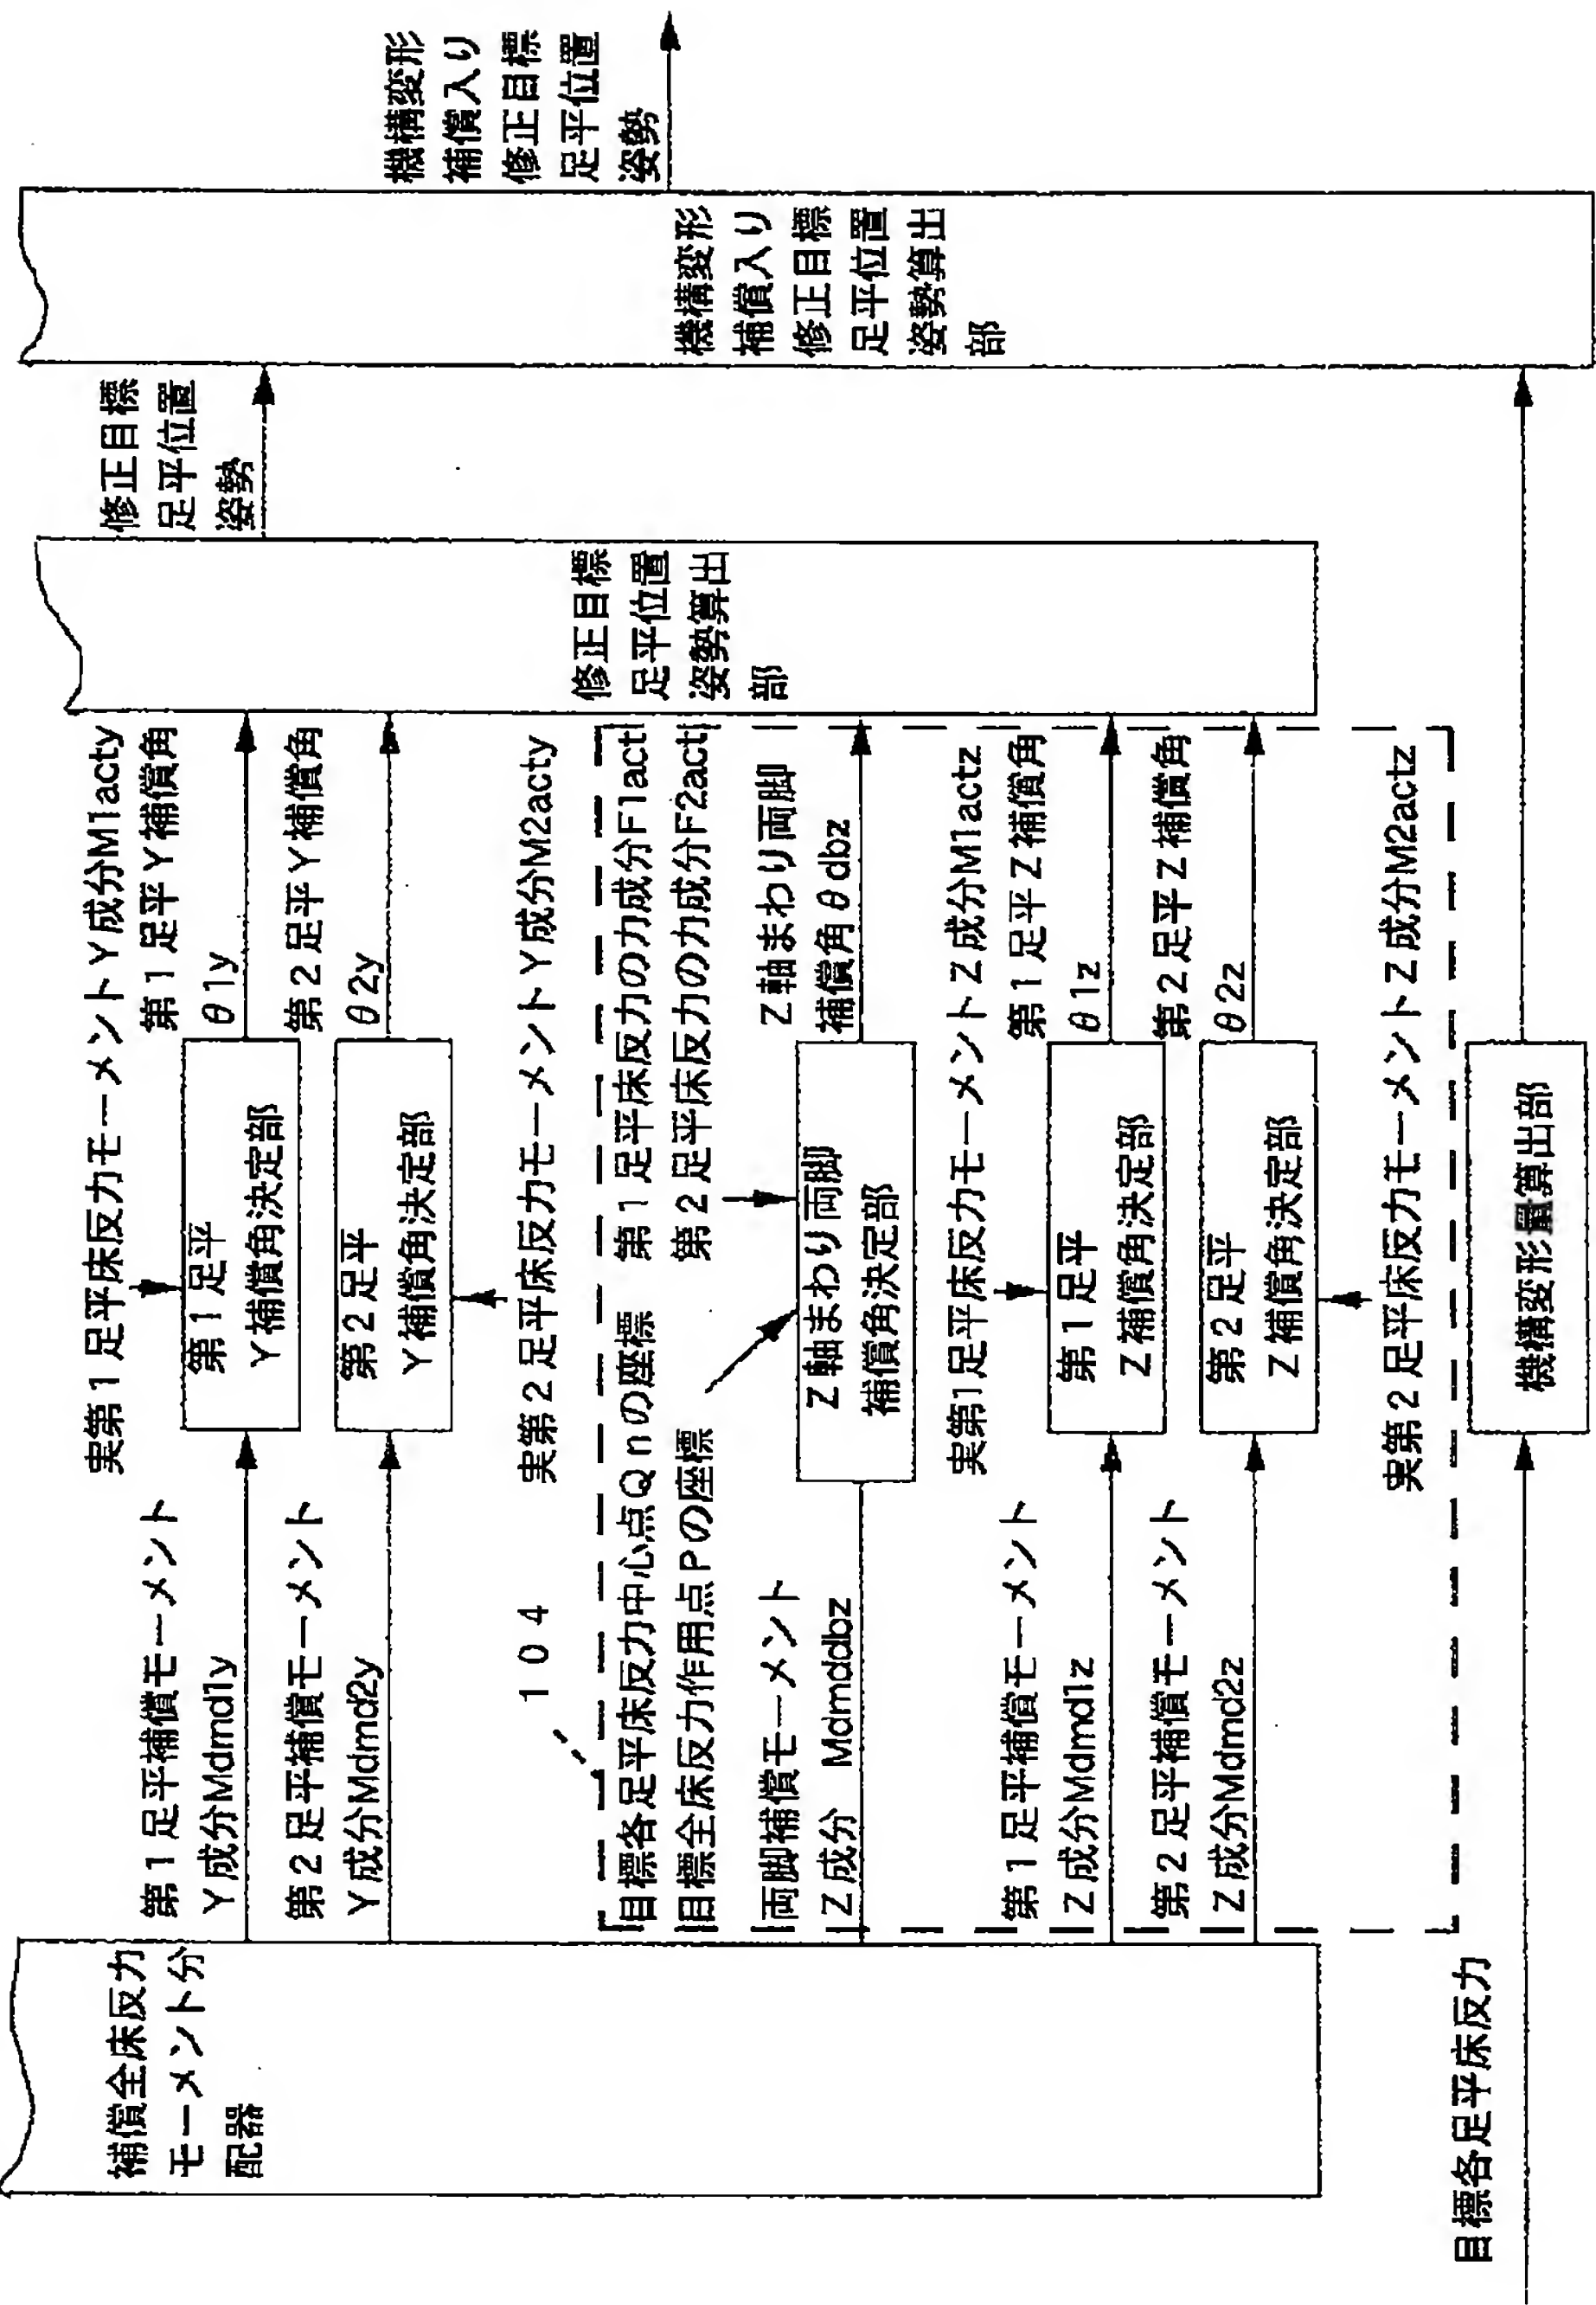 補償全床反力
モーメント分
配器
実第1足平床反力モーメントY成分M1acty
第1足平補償モーメント
Y成分Mdmd1y
第1足平
Y補償角決定部
第1足平Y補償角
θ1y
第2足平補償モーメント
Y成分Mdmd2y
第2足平
Y補償角決定部
第2足平Y補償角
θ2y
実第2足平床反力モーメントY成分M2acty
104
目標各足平床反力中心点Qnの座標
第1足平床反力の力成分F1act
目標全床反力作用点Pの座標
第2足平床反力の力成分F2act
両脚補償モーメント
Z成分 Mdmddbz
Z軸まわり両脚
補償角決定部
Z軸まわり両脚
補償角θdbz
実第1足平床反力モーメントZ成分M1actz
第1足平補償モーメント
Z成分Mdmd1z
第1足平
Z補償角決定部
第1足平Z補償角
θ1z
第2足平補償モーメント
Z成分Mdmd2z
第2足平
Z補償角決定部
第2足平Z補償角
θ2z
実第2足平床反力モーメントZ成分M2actz
目標各足平床反力
機構変形量算出部
修正目標
足平位置
姿勢算出
部
修正目標
足平位置
姿勢
機構変形
補償入り
修正目標
足平位置
姿勢算出
部
機構変形
補償入り
修正目標
足平位置
姿勢